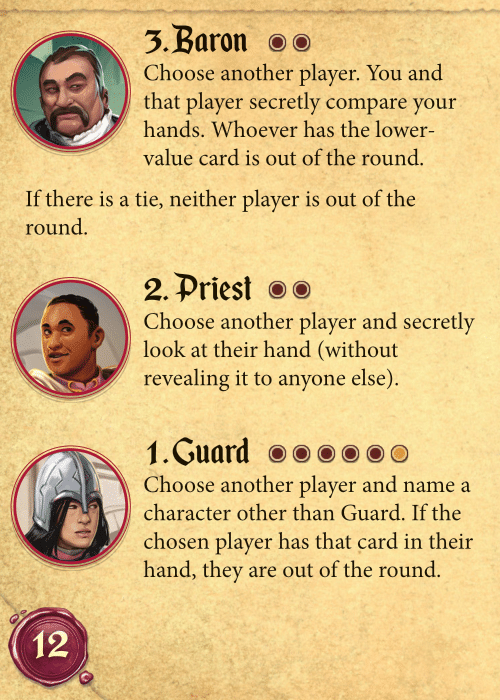 3. Baron
Choose another player. You and
that player secretly compare your
hands. Whoever has the lower-
value card is out of the round.
If there is a tie, neither player is out of the
round.
2. Priest
Choose another player and secretly
look at their hand (without
revealing it to anyone else).
1. Guard
Choose another player and name a
character other than Guard. If the
chosen player has that card in their
hand, they are out of the round.
12